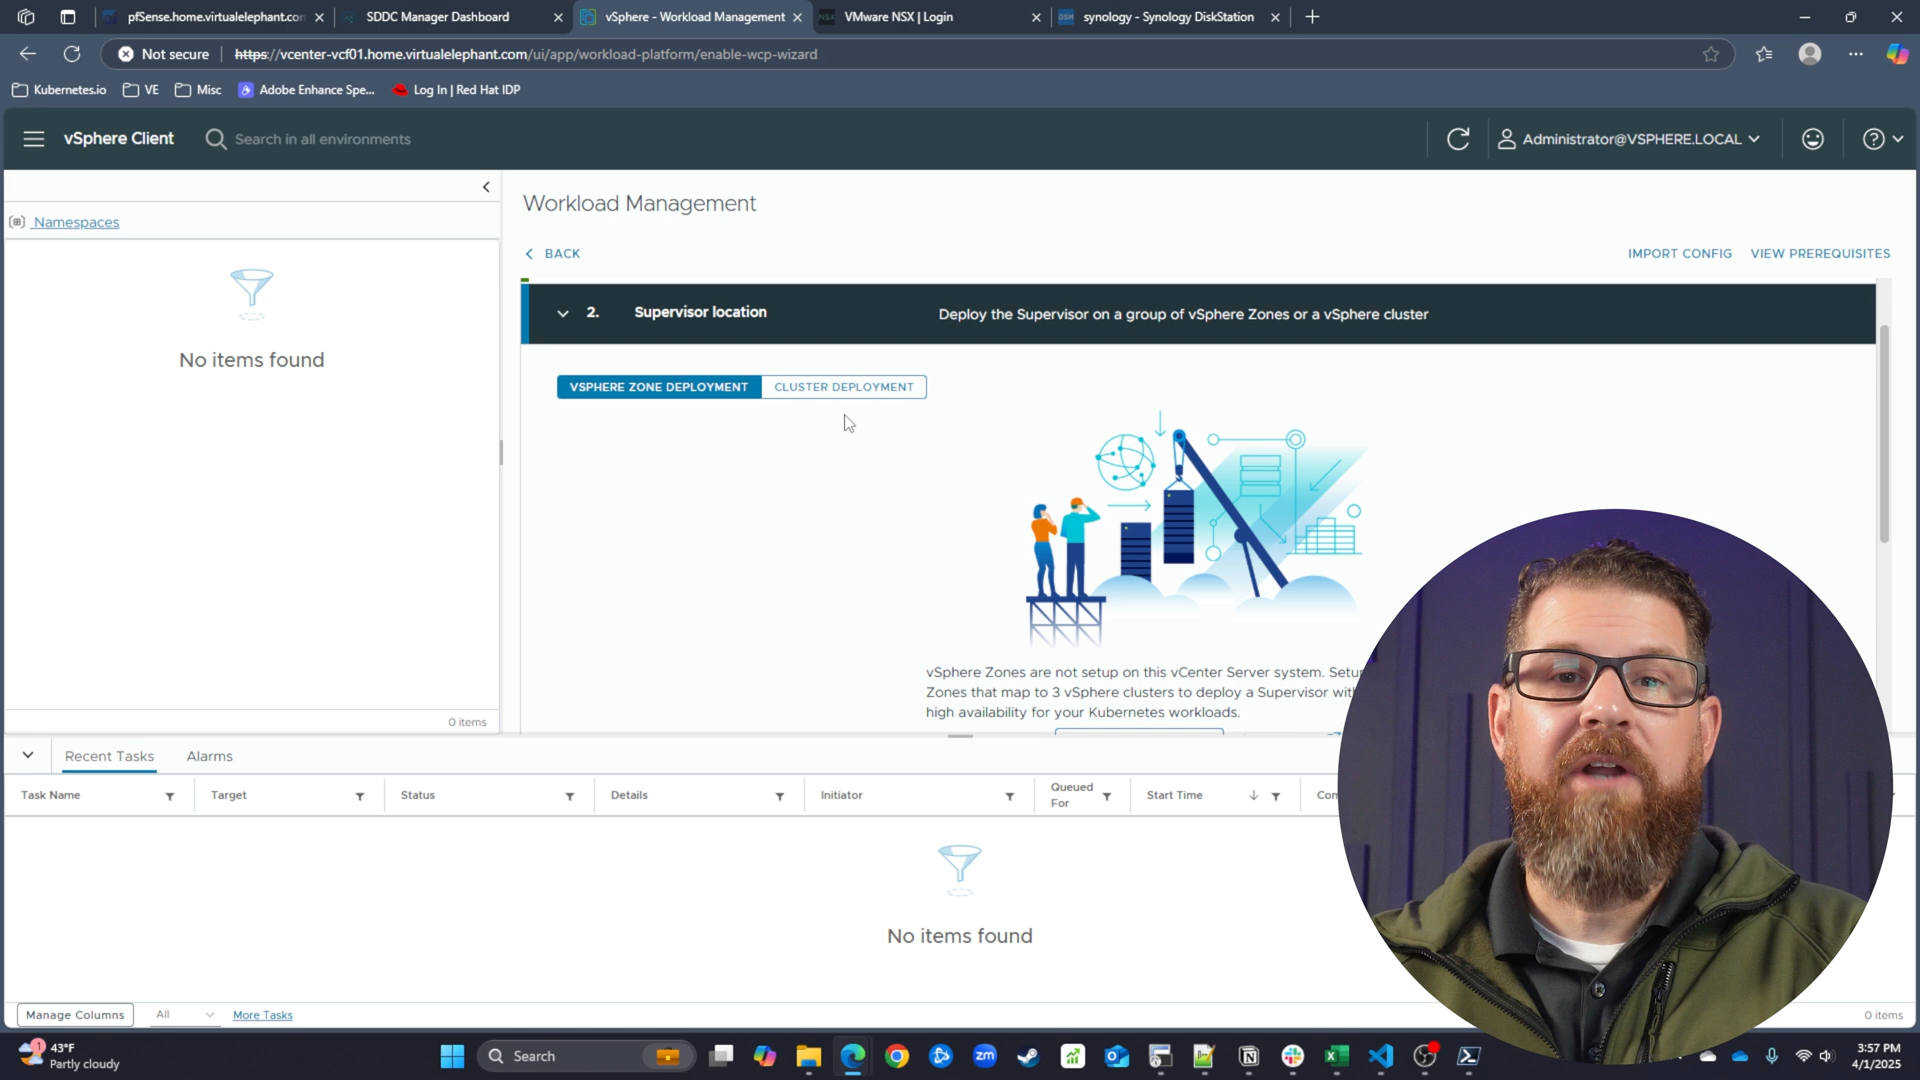 pfSense.home.virtualelephant.con
SDDC Manager Dashboard
vSphere - Workload Management
NSX
VMware NSX | Login
DSM
synology - Synology DiskStation
Not secure
https://vcenter-vcf01.home.virtualelephant.com/ui/app/workload-platform/enable-wcp-wizard
Kubernetes.io
VE
Misc
Adobe Enhance Spe...
Log In | Red Hat IDP
vSphere Client
Search in all environments
Administrator@VSPHERE.LOCAL
Namespaces
No items found
0 items
Workload Management
BACK
IMPORT CONFIG
VIEW PREREQUISITES
2.
Supervisor location
Deploy the Supervisor on a group of vSphere Zones or a vSphere cluster
VSPHERE ZONE DEPLOYMENT
CLUSTER DEPLOYMENT
vSphere Zones are not setup on this vCenter Server system. Setu
Zones that map to 3 vSphere clusters to deploy a Supervisor with
high availability for your Kubernetes workloads.
Recent Tasks
Alarms
Task Name
Target
Status
Details
Initiator
Queued
For
Start Time
Com
No items found
Manage Columns
All
More Tasks
0 items
1
43°F
Partly cloudy
Search
zm
3:57 PM
4/1/2025